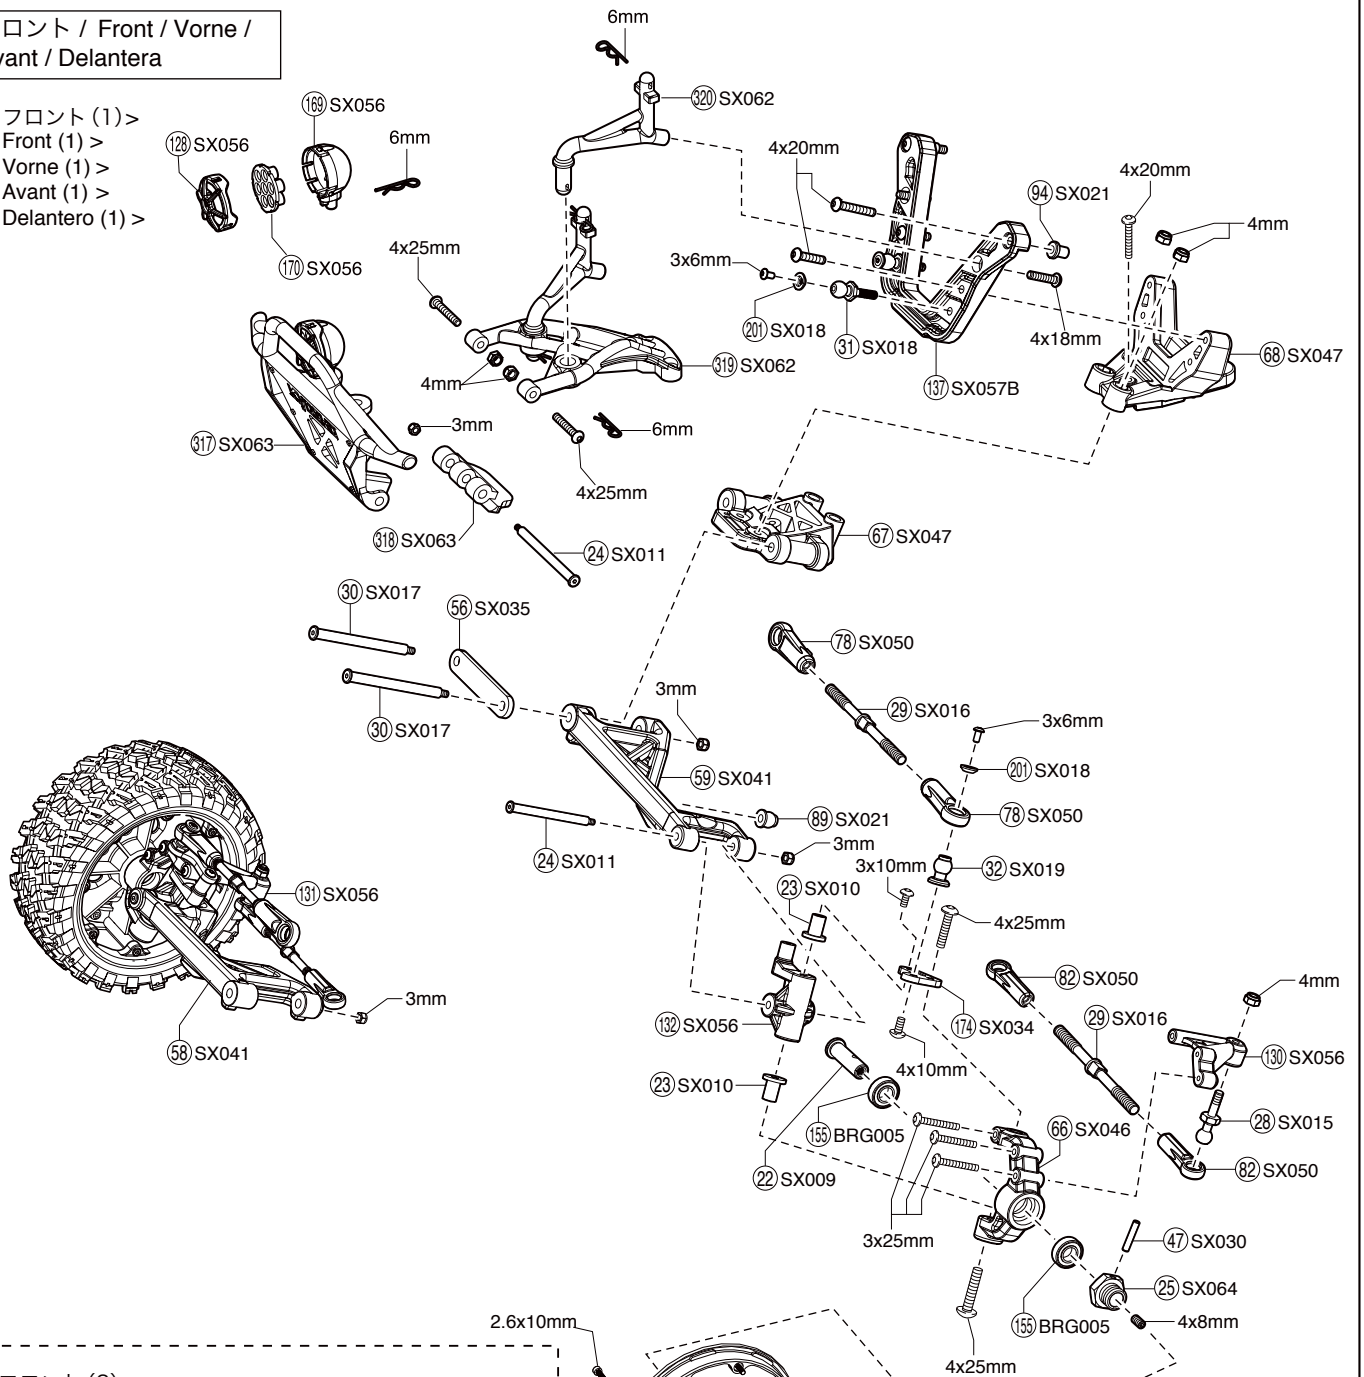 ロント / Front / Vorne /
vant / Delantera
フロント (1) >
Front (1) >
Vorne (1) >
Avant (1) >
Delantero (1) >
6mm
320 SX062
169 SX056
128 SX056
6mm
170 SX056
4x25mm
4x20mm
94 SX021
4x20mm
4mm
3x6mm
201 SX018
31 SX018
4x18mm
137 SX057B
68 SX047
319 SX062
4mm
317 SX063
3mm
6mm
4x25mm
318 SX063
24 SX011
67 SX047
30 SX017
56 SX035
30 SX017
78 SX050
3mm
29 SX016
3x6mm
201 SX018
59 SX041
78 SX050
89 SX021
3mm
24 SX011
32 SX019
3x10mm
23 SX010
4x25mm
131 SX056
82 SX050
4mm
3mm
58 SX041
132 SX056
174 SX034
29 SX016
130 SX056
4x10mm
23 SX010
28 SX015
155 BRG005
66 SX046
82 SX050
22 SX009
3x25mm
47 SX030
25 SX064
155 BRG005
4x8mm
2.6x10mm
4x25mm